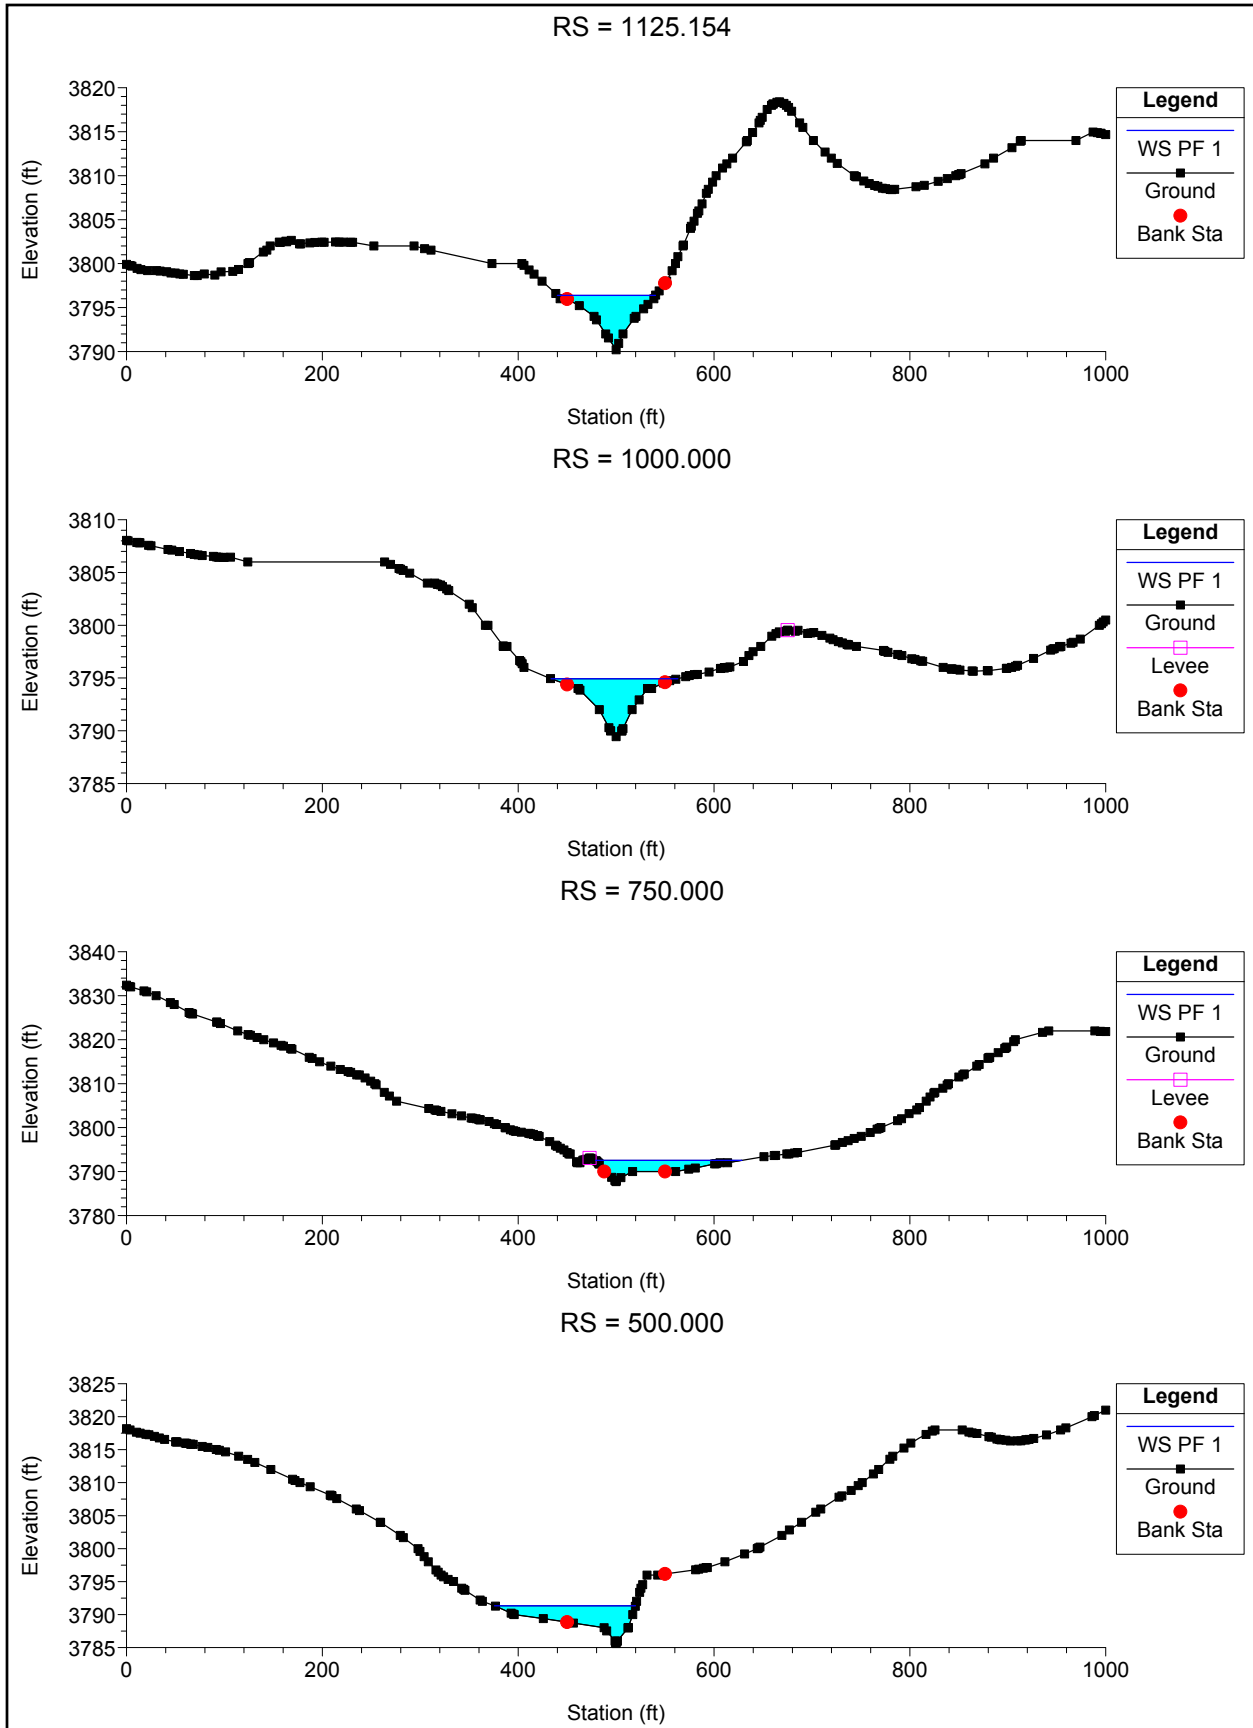 RS = 1125.154
3820
3815
3810
3805
3800
3795
3790
Elevation (ft)
0 200 400 600 800 1000
Station (ft)
Legend
WS PF 1
Ground
Bank Sta
RS = 1000.000
3810
3805
3800
3795
3790
3785
Elevation (ft)
0 200 400 600 800 1000
Station (ft)
Legend
WS PF 1
Ground
Levee
Bank Sta
RS = 750.000
3840
3830
3820
3810
3800
3790
3780
Elevation (ft)
0 200 400 600 800 1000
Station (ft)
Legend
WS PF 1
Ground
Levee
Bank Sta
RS = 500.000
3825
3820
3815
3810
3805
3800
3795
3790
3785
Elevation (ft)
0 200 400 600 800 1000
Station (ft)
Legend
WS PF 1
Ground
Bank Sta